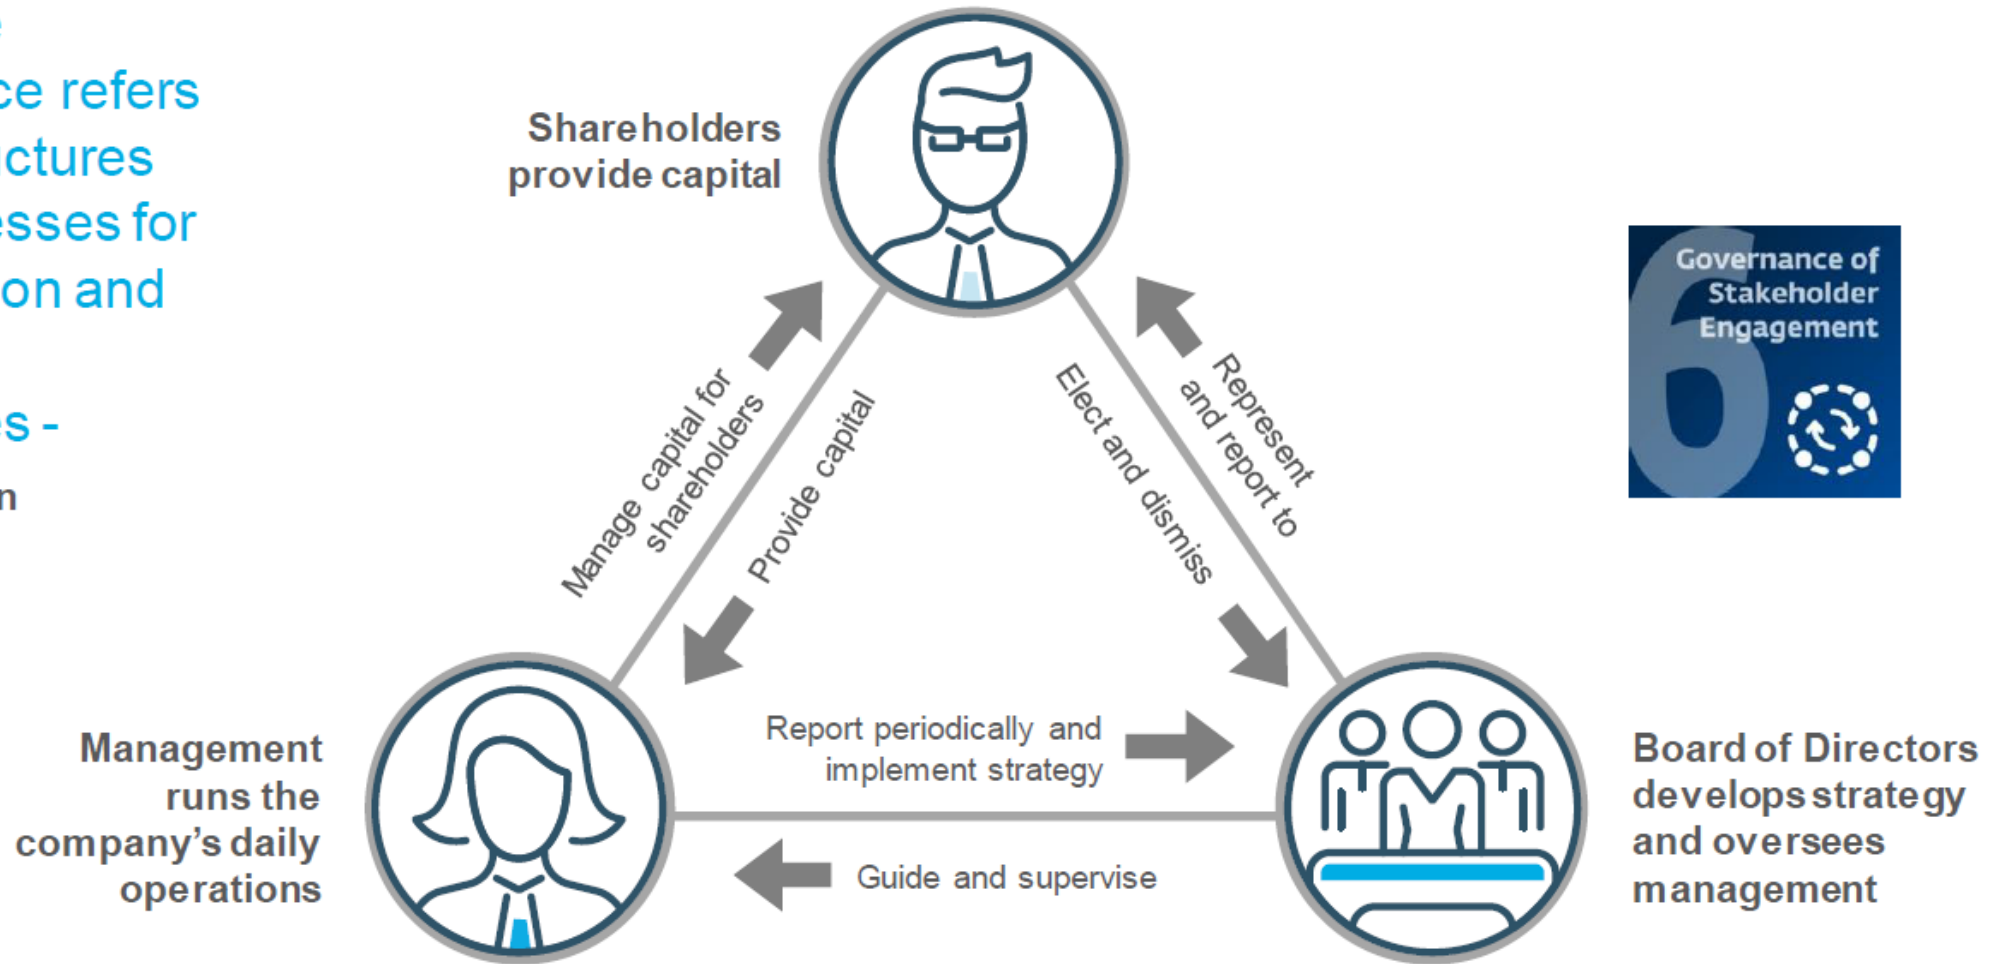 ce refers
uctures
esses for
on and
es -
n
Shareholders
provide capital
Governance of
Stakeholder
Engagement
6
Manage capital for
shareholders
Provide capital
Elect and dismiss
Represent
and report to
Report periodically and
implement strategy
Guide and supervise
Management
runs the
company’s daily
operations
Board of Directors
develops strategy
and oversees
management